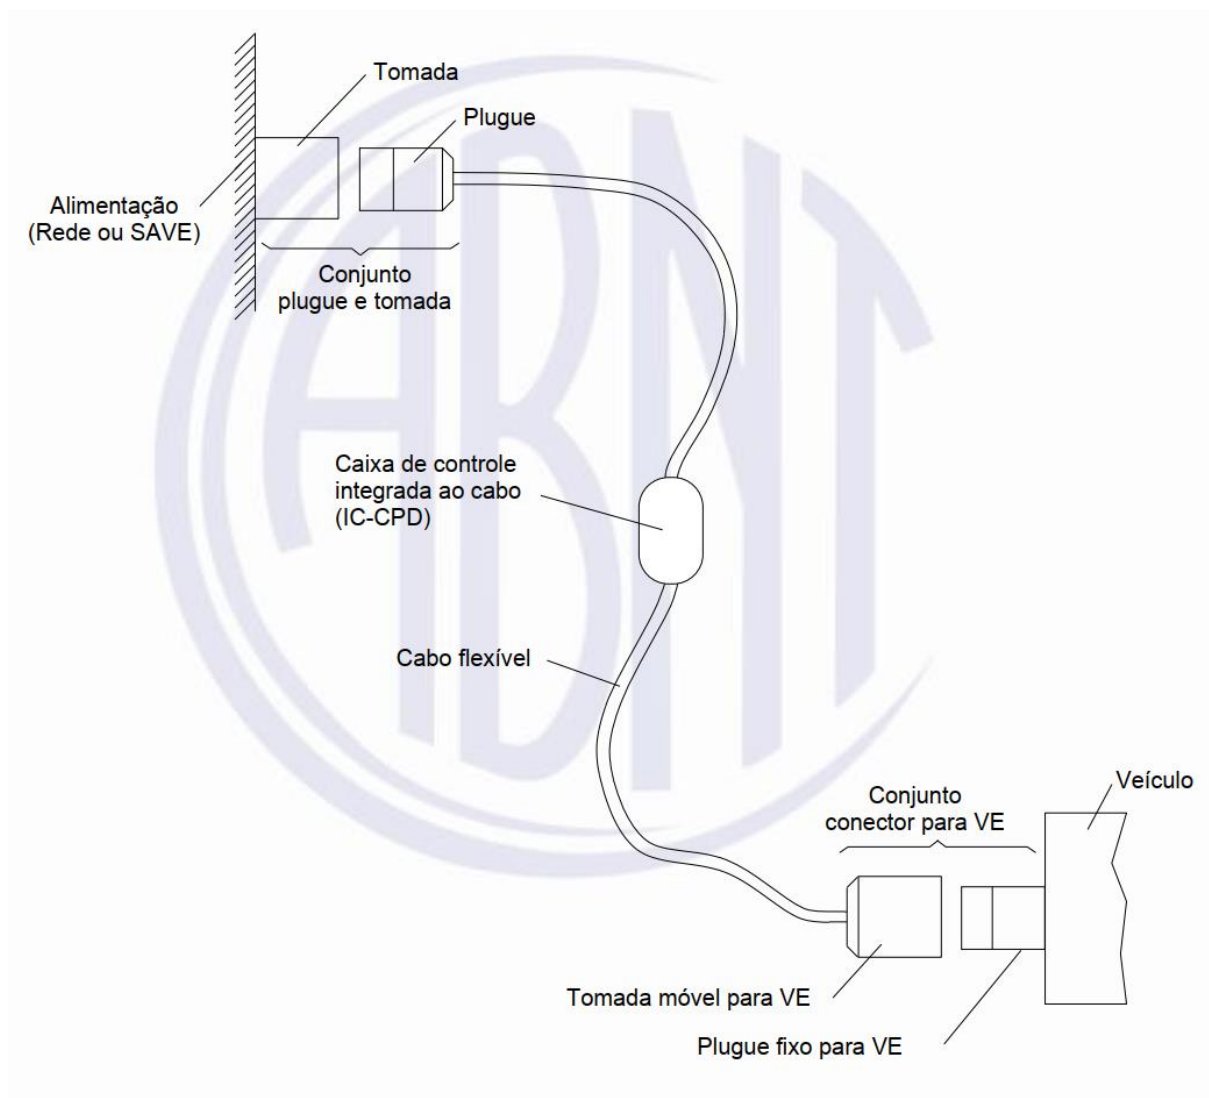 Tomada
Plugue
Alimentação
(Rede ou SAVE)
Conjunto
plugue e tomada
ABNT
Caixa de controle
integrada ao cabo
(IC-CPD)
Cabo flexível
Veículo
Conjunto
conector para VE
Tomada móvel para VE
Plugue fixo para VE